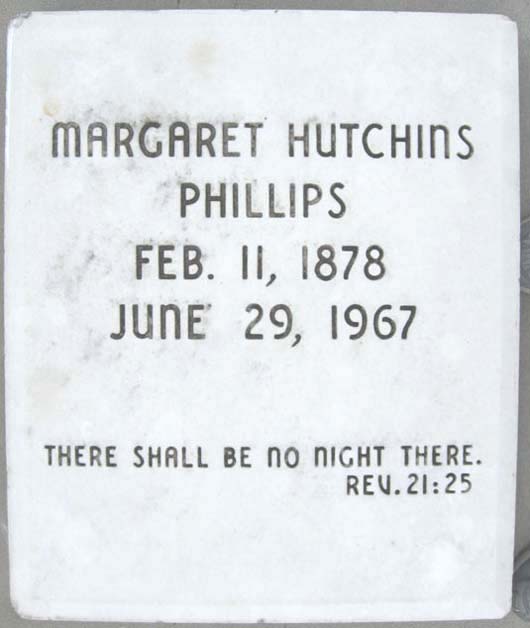 MARGARET HUTCHINS
PHILLIPS
FEB. 11, 1878
JUNE 29, 1967
THERE SHALL BE NO NIGHT THERE.
REV. 21:25